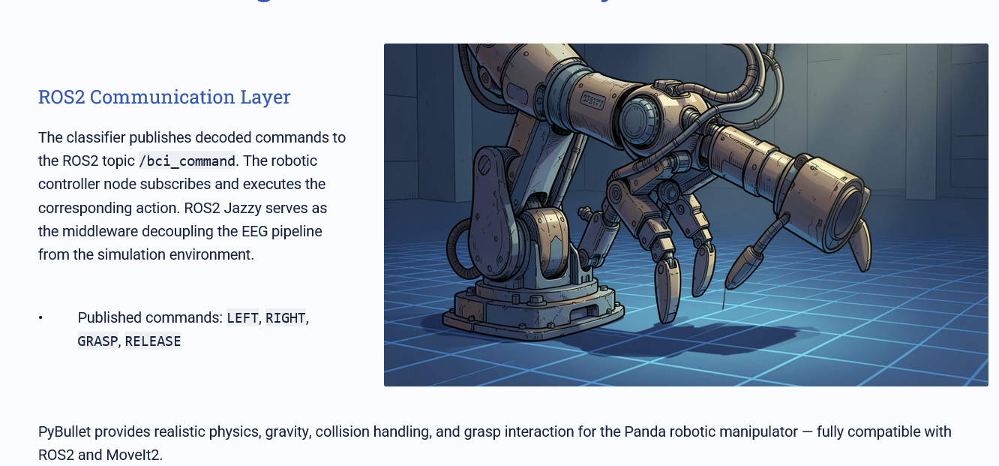 ROS2 Communication Layer
The classifier publishes decoded commands to
the ROS2 topic /bci_command. The robotic
controller node subscribes and executes the
corresponding action. ROS2 Jazzy serves as
the middleware decoupling the EEG pipeline
from the simulation environment.
• Published commands: LEFT, RIGHT,
GRASP, RELEASE
PyBullet provides realistic physics, gravity, collision handling, and grasp interaction for the Panda robotic manipulator — fully compatible with
ROS2 and MoveIt2.